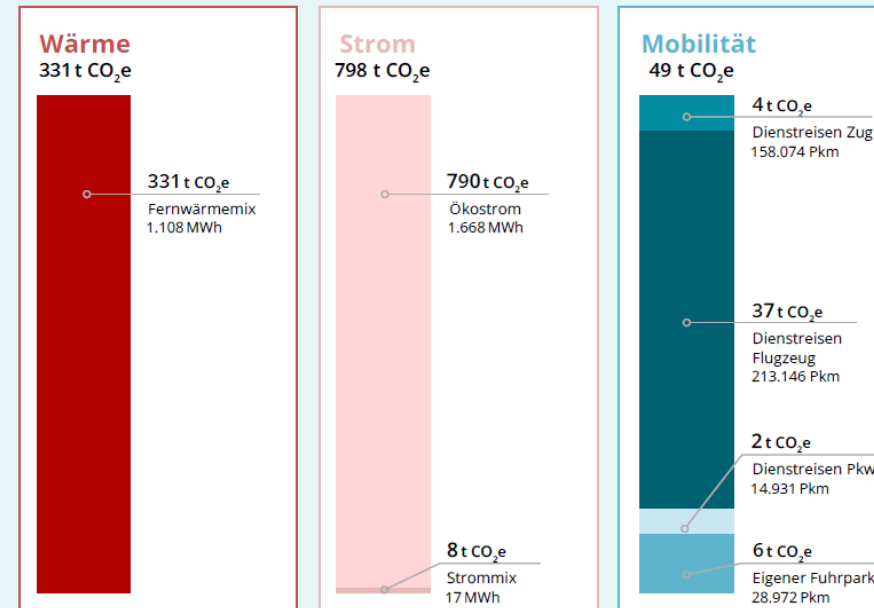 Wärme
331 t CO₂e
331 t CO₂e
Fernwärmemix
1.108 MWh
Strom
798 t CO₂e
790 t CO₂e
Ökostrom
1.668 MWh
8 t CO₂e
Strommix
17 MWh
Mobilität
49 t CO₂e
4 t CO₂e
Dienstreisen Zug
158.074 Pkm
37 t CO₂e
Dienstreisen
Flugzeug
213.146 Pkm
2 t CO₂e
Dienstreisen Pkw
14.931 Pkm
6 t CO₂e
Eigener Fuhrpark
28.972 Pkm